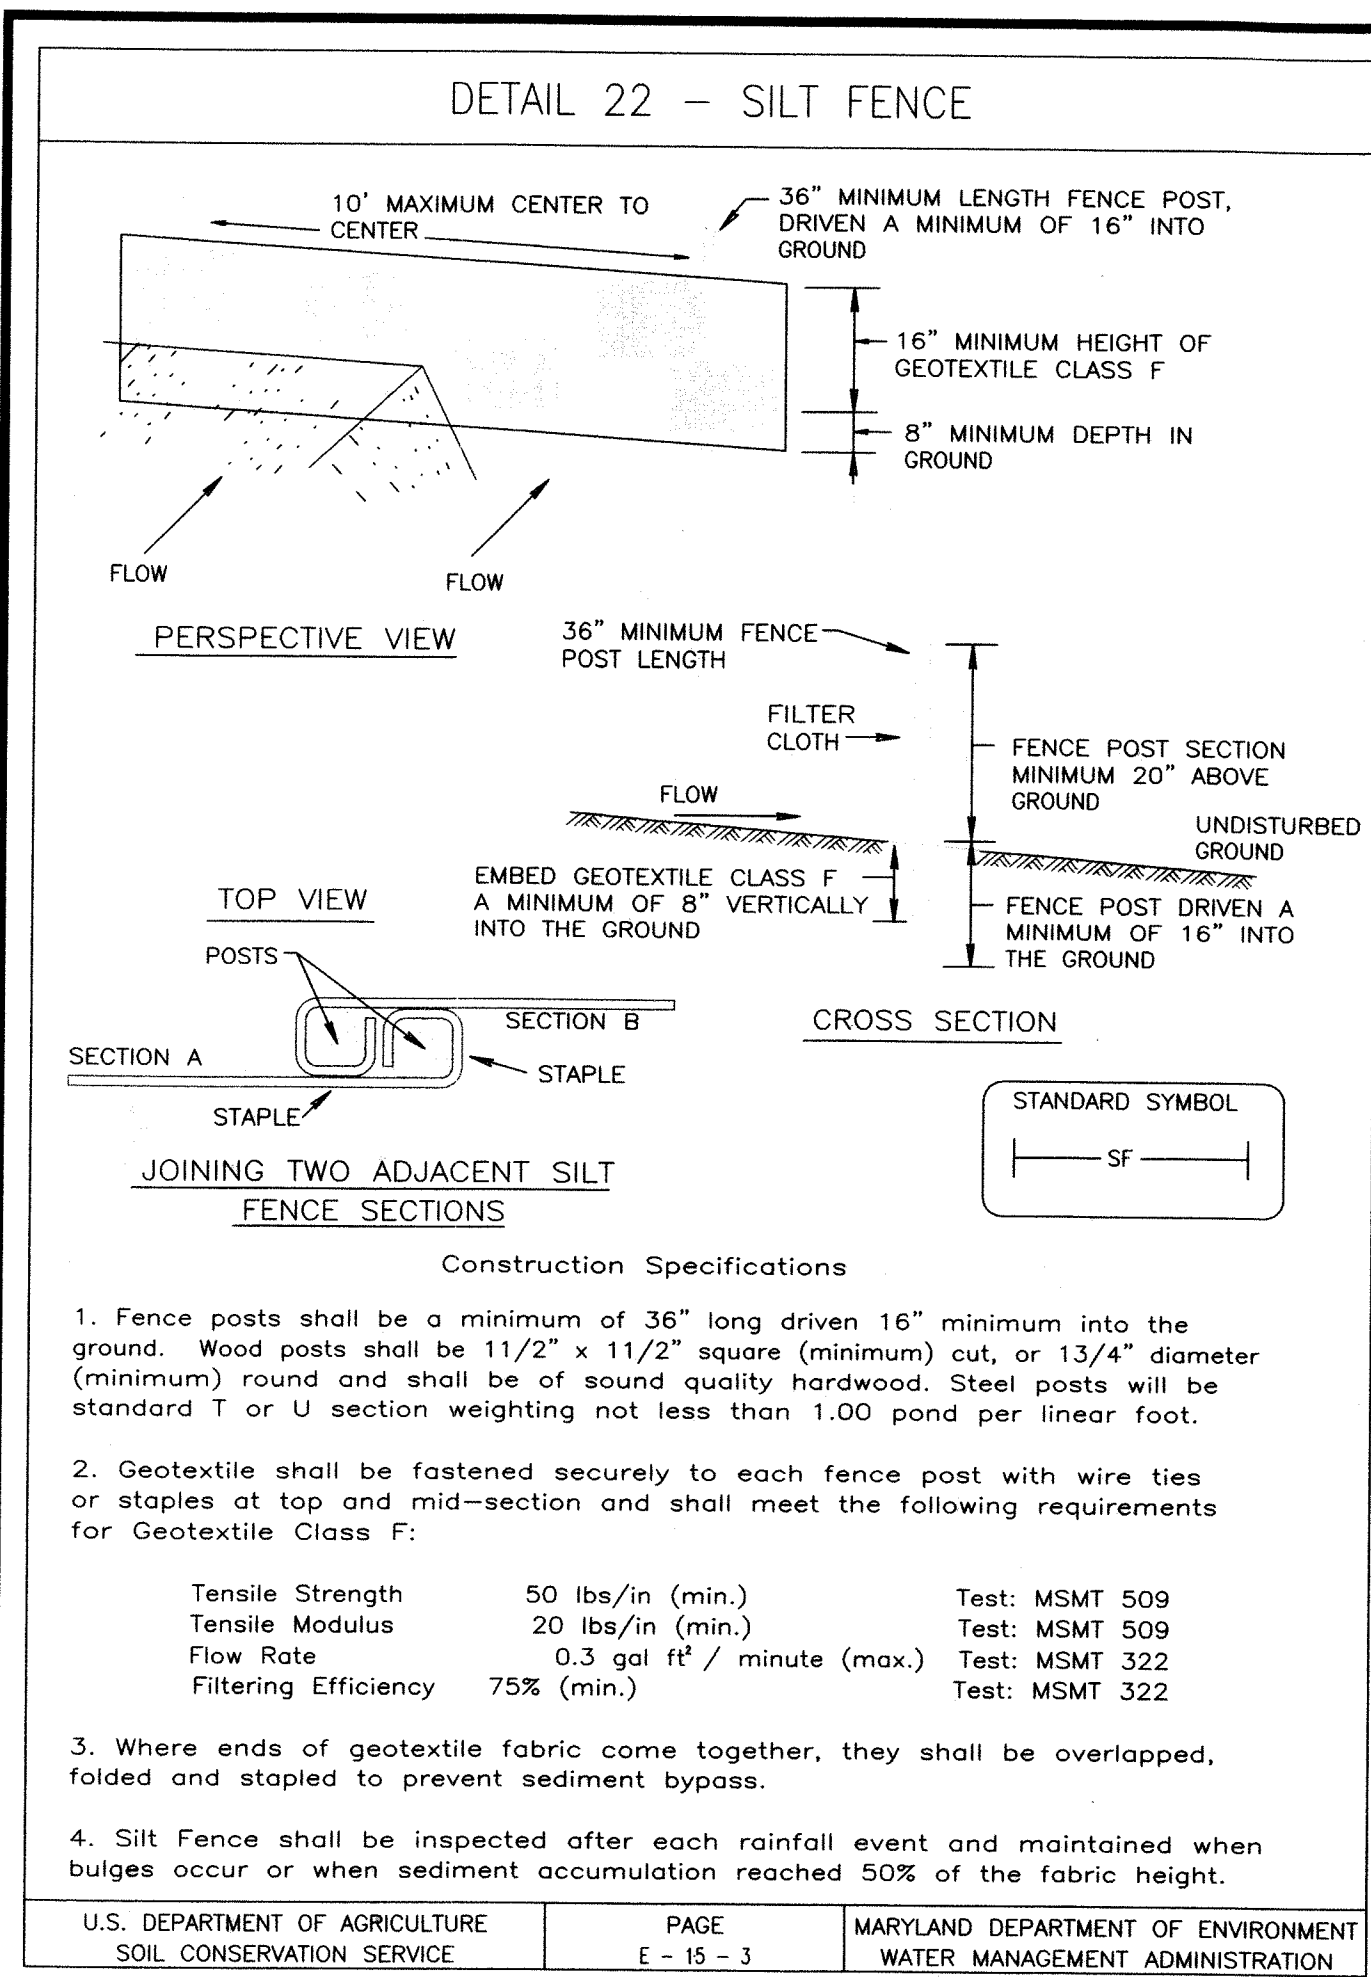 DETAIL 22 – SILT FENCE
10' MAXIMUM CENTER TO
CENTER
36" MINIMUM LENGTH FENCE POST,
DRIVEN A MINIMUM OF 16" INTO
GROUND
16" MINIMUM HEIGHT OF
GEOTEXTILE CLASS F
8" MINIMUM DEPTH IN
GROUND
FLOW
FLOW
PERSPECTIVE VIEW
36" MINIMUM FENCE
POST LENGTH
FILTER
CLOTH
FENCE POST SECTION
MINIMUM 20" ABOVE
GROUND
FLOW
UNDISTURBED
GROUND
EMBED GEOTEXTILE CLASS F
A MINIMUM OF 8" VERTICALLY
INTO THE GROUND
FENCE POST DRIVEN A
MINIMUM OF 16" INTO
THE GROUND
CROSS SECTION
TOP VIEW
POSTS
SECTION B
SECTION A
STAPLE
STAPLE
JOINING TWO ADJACENT SILT
FENCE SECTIONS
STANDARD SYMBOL
SF
Construction Specifications
1. Fence posts shall be a minimum of 36" long driven 16" minimum into the
ground. Wood posts shall be 11/2" x 11/2" square (minimum) cut, or 13/4" diameter
(minimum) round and shall be of sound quality hardwood. Steel posts will be
standard T or U section weighting not less than 1.00 pond per linear foot.
2. Geotextile shall be fastened securely to each fence post with wire ties
or staples at top and mid–section and shall meet the following requirements
for Geotextile Class F:
Tensile Strength 50 lbs/in (min.) Test: MSMT 509
Tensile Modulus 20 lbs/in (min.) Test: MSMT 509
Flow Rate 0.3 gal ft² / minute (max.) Test: MSMT 322
Filtering Efficiency 75% (min.) Test: MSMT 322
3. Where ends of geotextile fabric come together, they shall be overlapped,
folded and stapled to prevent sediment bypass.
4. Silt Fence shall be inspected after each rainfall event and maintained when
bulges occur or when sediment accumulation reached 50% of the fabric height.
U.S. DEPARTMENT OF AGRICULTURE
SOIL CONSERVATION SERVICE
PAGE
E – 15 – 3
MARYLAND DEPARTMENT OF ENVIRONMENT
WATER MANAGEMENT ADMINISTRATION